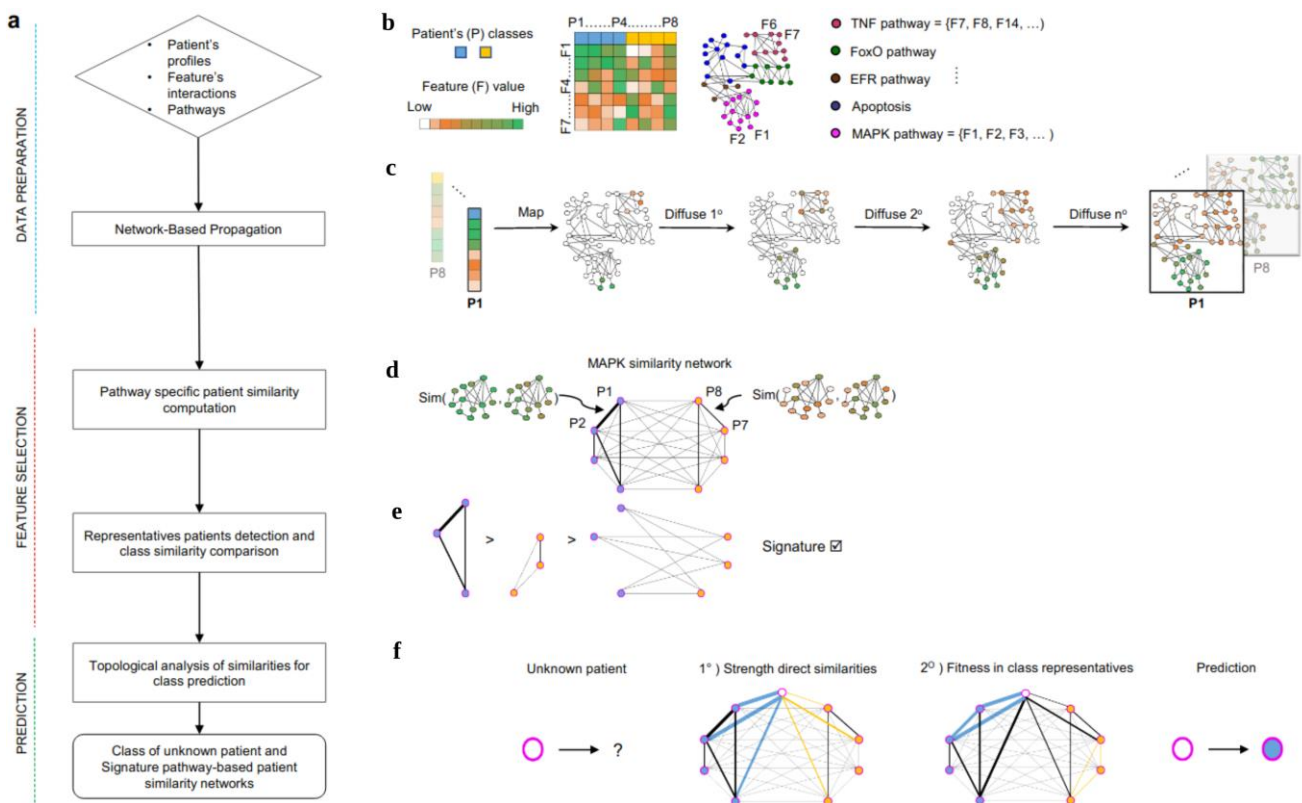 a
DATA PREPARATION
FEATURE SELECTION
PREDICTION
• Patient's
profiles
• Feature's
interactions
• Pathways
Network-Based Propagation
Pathway specific patient similarity
computation
Representatives patients detection and
class similarity comparison
Topological analysis of similarities for
class prediction
Class of unknown patient and
Signature pathway-based patient
similarity networks
b
Patient's (P) classes
Feature (F) value
Low High
P1......P4........P8
F1
F4
F7
F6
F7
F2 F1
TNF pathway = {F7, F8, F14, …)
FoxO pathway
EFR pathway
Apoptosis
MAPK pathway = {F1, F2, F3, … )
c
P8
P1
Map
Diffuse 1º
Diffuse 2º
Diffuse nº
P8
P1
d
MAPK similarity network
Sim( , )
P1
P2
P8
P7
Sim( , )
e
> >
Signature ☑
f
Unknown patient
?
1° ) Strength direct similarities
2º ) Fitness in class representatives
Prediction